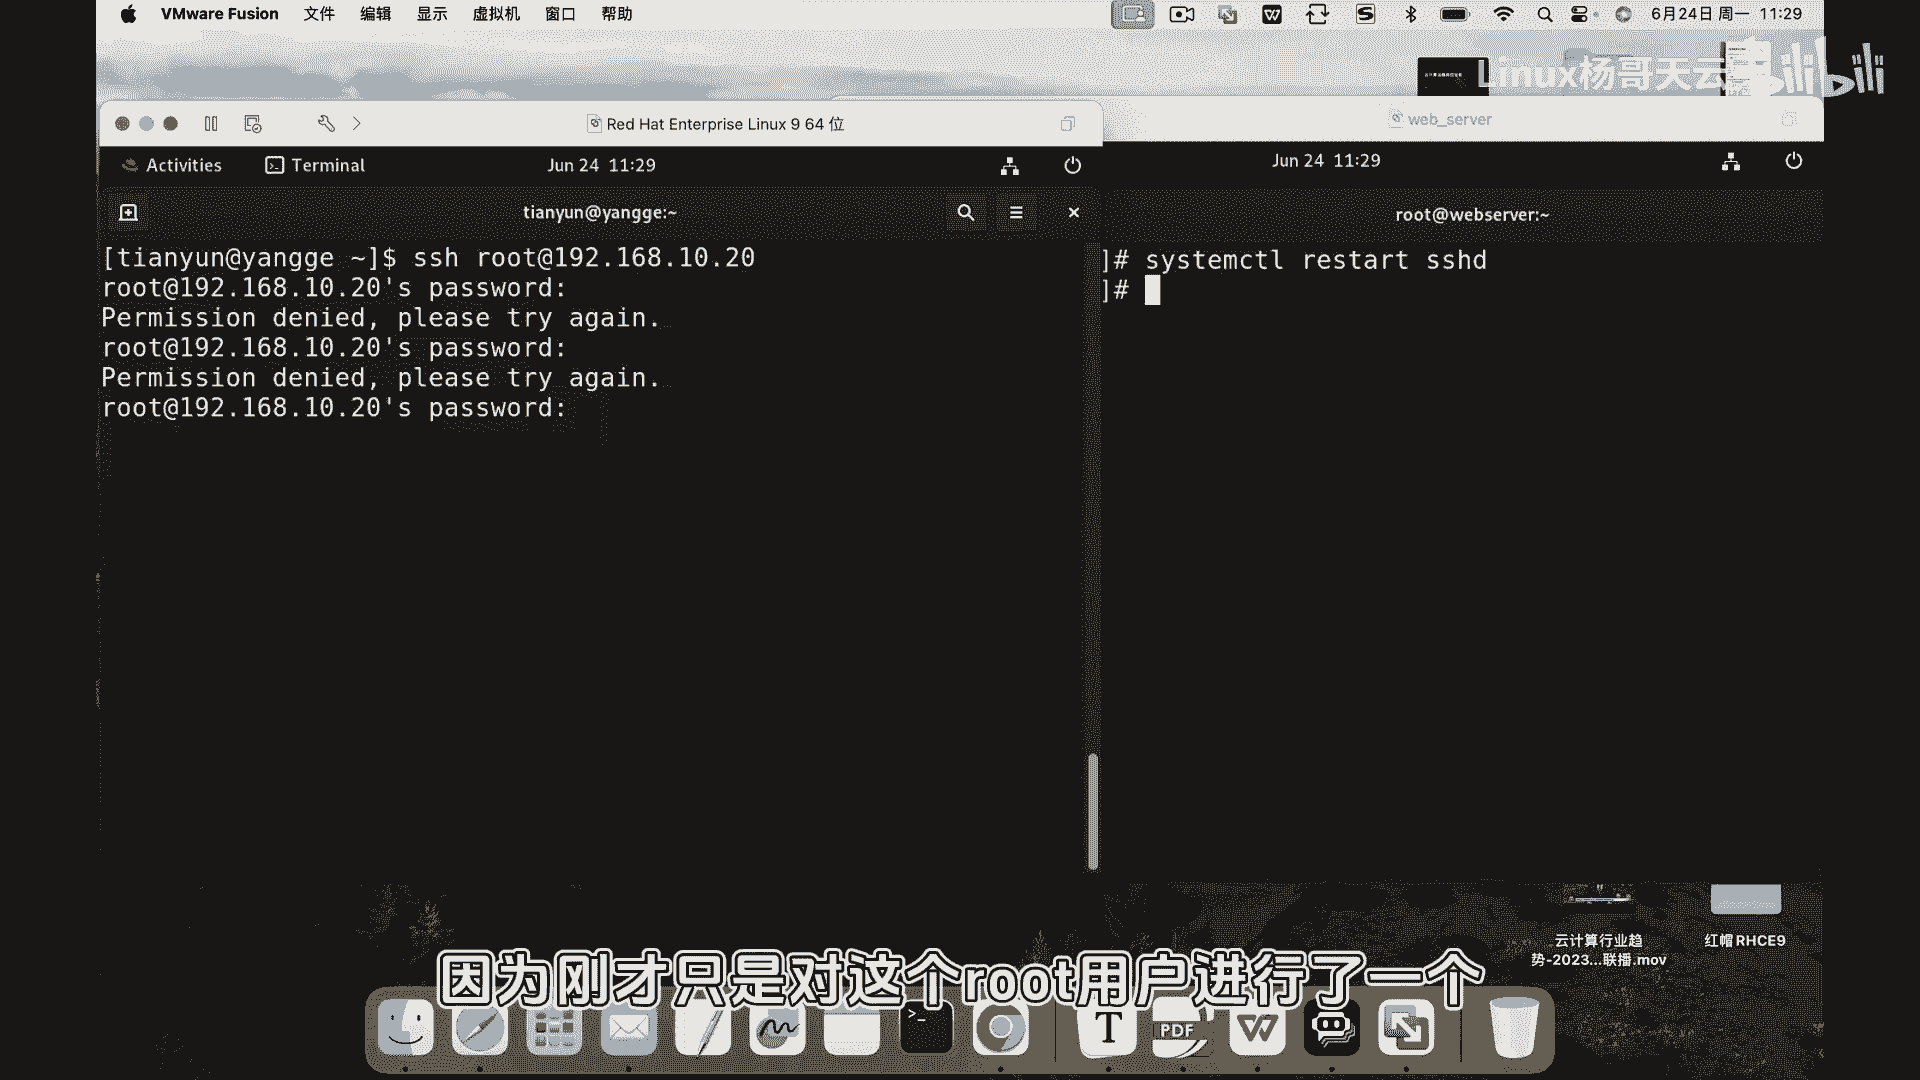 VMware Fusion 文件 编辑 显示 虚拟机 窗口 帮助 6月24日 周一 11:29
Linux杨哥天云 bilibili
Red Hat Enterprise Linux 9 64 位
web_server
Activities Terminal Jun 24 11:29
Jun 24 11:29
tianyun@yangge:~
root@webserver:~
[tianyun@yangge ~]$ ssh root@192.168.10.20
root@192.168.10.20's password:
Permission denied, please try again.
root@192.168.10.20's password:
Permission denied, please try again.
root@192.168.10.20's password:
]# systemctl restart sshd
]#
云计算行业趋
势-2023...联播.mov
红帽RHCE9
因为刚才只是对这个root用户进行了一个
T
PDF